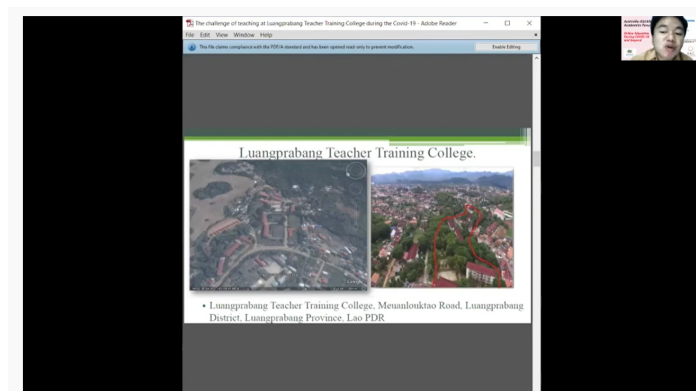 The challenge of teaching at Luangprabang Teacher Training College during the Covid-19 - Adobe Reader
File Edit View Window Help
This file claims compliance with the PDF/A standard and has been opened read-only to prevent modification.
Enable Editing
Luangprabang Teacher Training College.
• Luangprabang Teacher Training College, Meuanlouktao Road, Luangprabang
District, Luangprabang Province, Lao PDR